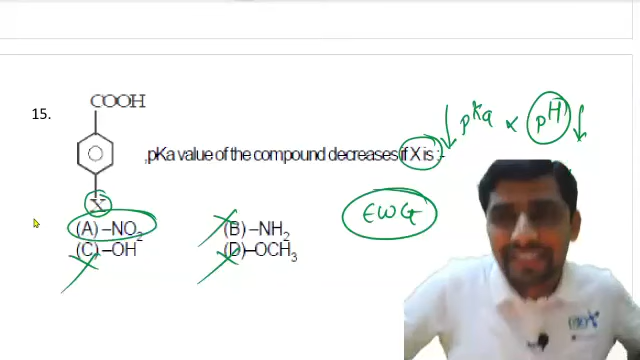 COOH
15.
,pKa value of the compound decreases if X is :-
↓ pKa ∝ pH ↓
X
EWG
(A) –NO2 (B) –NH2
(C) –OH (D) –OCH3